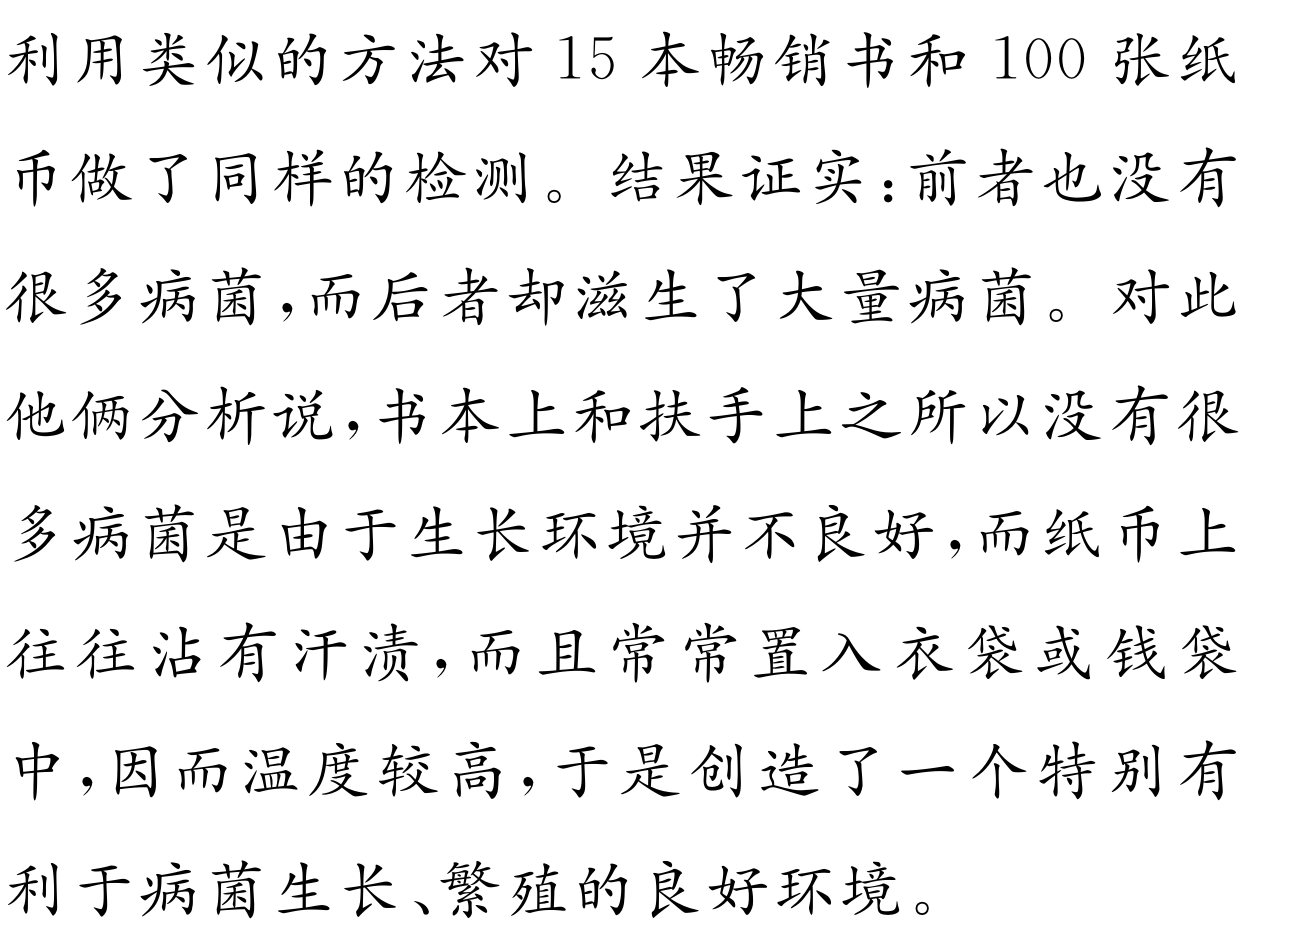 利用类似的方法对 15 本畅销书和 100 张纸
币做了同样的检测。结果证实:前者也没有
很多病菌,而后者却滋生了大量病菌。对此
他俩分析说,书本上和扶手上之所以没有很
多病菌是由于生长环境并不良好,而纸币上
往往沾有汗渍,而且常常置入衣袋或钱袋
中,因而温度较高,于是创造了一个特别有
利于病菌生长、繁殖的良好环境。